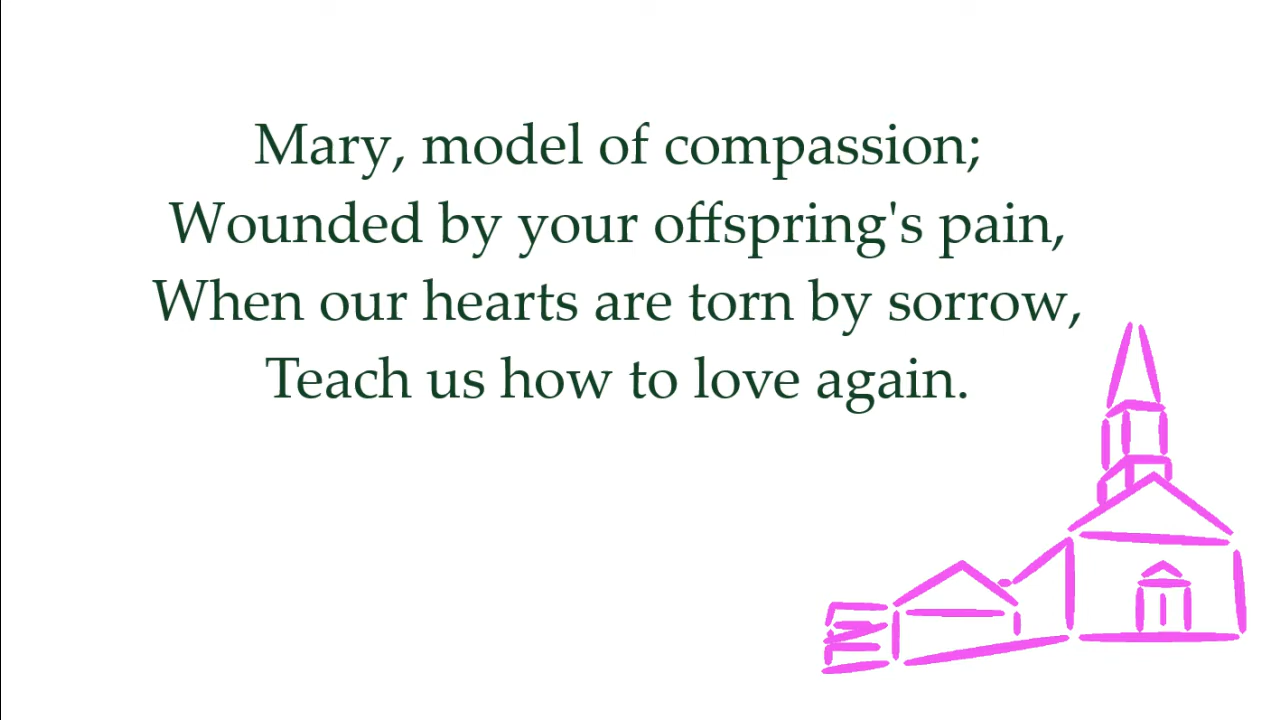 Mary, model of compassion;
Wounded by your offspring's pain,
When our hearts are torn by sorrow,
Teach us how to love again.